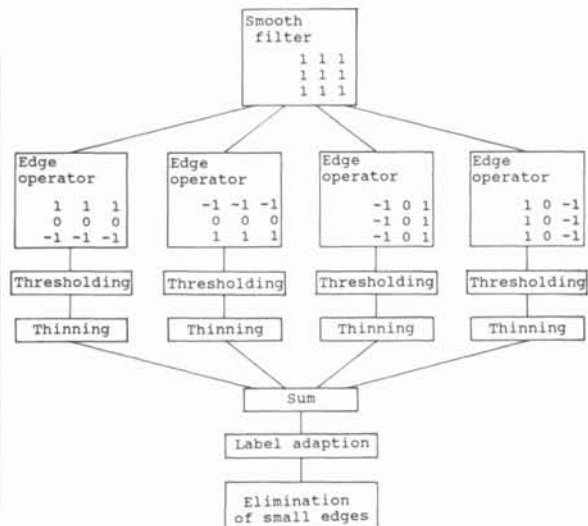 Smooth
filter
1 1 1
1 1 1
1 1 1
Edge
operator
1 1 1
0 0 0
-1 -1 -1
Edge
operator
-1 -1 -1
0 0 0
1 1 1
Edge
operator
-1 0 1
-1 0 1
-1 0 1
Edge
operator
1 0 -1
1 0 -1
1 0 -1
Thresholding
Thresholding
Thresholding
Thresholding
Thinning
Thinning
Thinning
Thinning
Sum
Label adaption
Elimination
of small edges